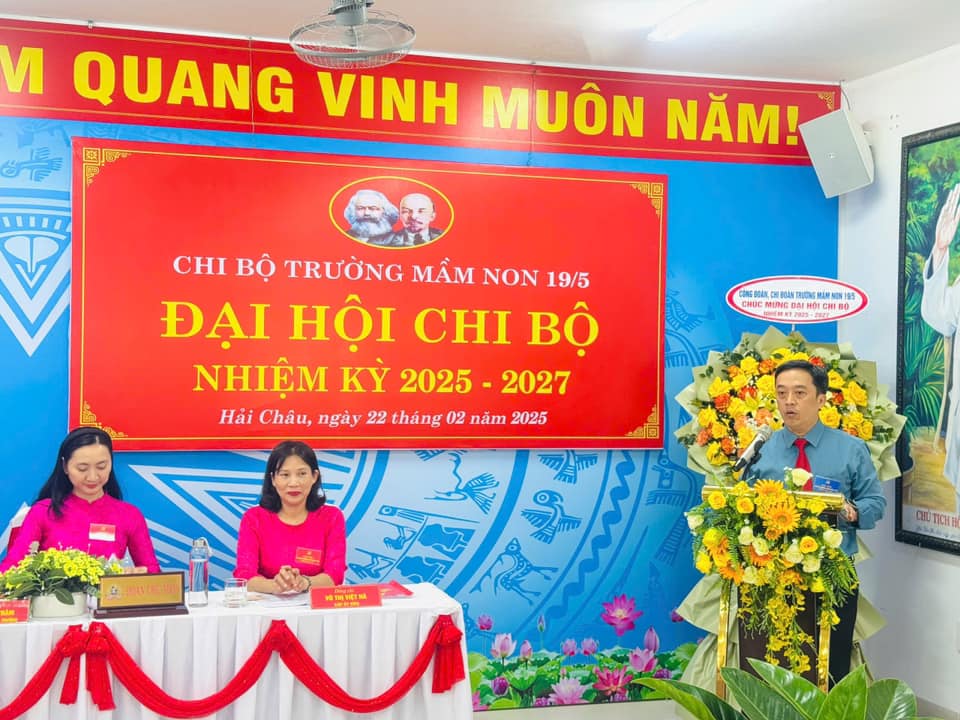 M QUANG VINH MUÔN NĂM!
CHI BỘ TRƯỜNG MẦM NON 19/5
ĐẠI HỘI CHI BỘ
NHIỆM KỲ 2025 - 2027
Hải Châu, ngày 22 tháng 02 năm 2025
CÔNG ĐOÀN, CHI ĐOÀN TRƯỜNG MẦM NON 19/5
CHÚC MỪNG ĐẠI HỘI CHI BỘ
NHIỆM KỲ 2025 - 2027
Đồng chí
VÕ THỊ VIỆT HÀ
CHỦ TỊCH HỒ